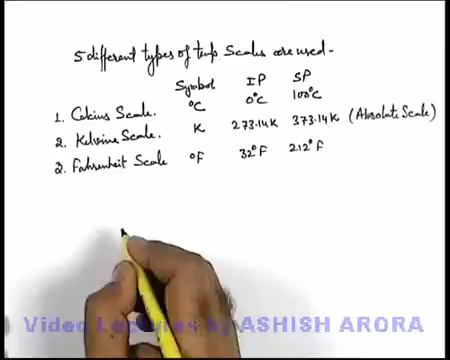 5 different types of temp Scales are used -
Symbol IP SP
1. Celcius Scale. °C 0°C 100°C
2. Kelvine Scale. K 273.14K 373.14K (Absolute Scale)
3. Fahrenheit Scale °F 32°F 212°F
Video Lectures by ASHISH ARORA